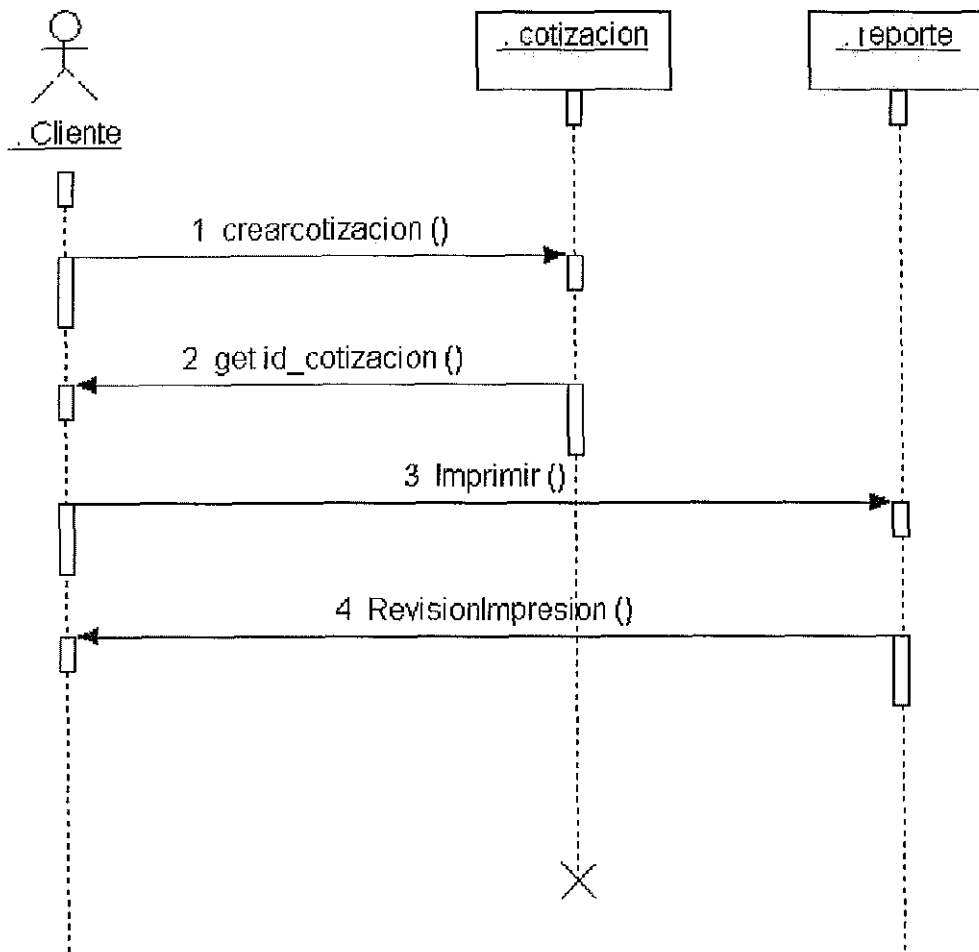 . cotizacion
. reporte
. Cliente
1 crearcotizacion ()
2 get id_cotizacion ()
3 Imprimir ()
4 RevisionImpresion ()